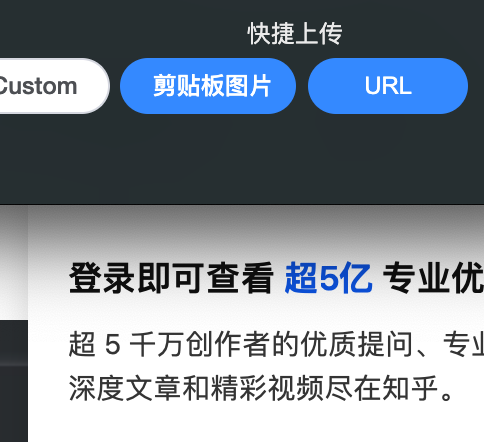 快捷上传
Custom
剪贴板图片
URL
登录即可查看 超5亿 专业优
超 5 千万创作者的优质提问、专业
深度文章和精彩视频尽在知乎。